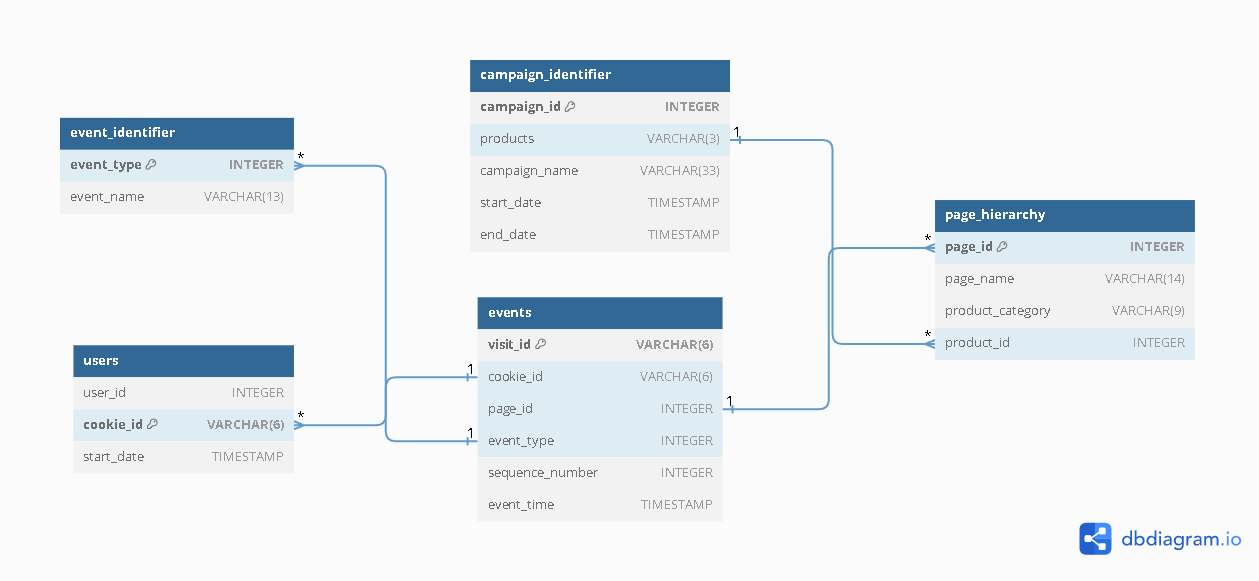 event_identifier
event_type INTEGER
event_name VARCHAR(13)
*
users
user_id INTEGER
cookie_id VARCHAR(6)
start_date TIMESTAMP
*
campaign_identifier
campaign_id INTEGER
products VARCHAR(3)
campaign_name VARCHAR(33)
start_date TIMESTAMP
end_date TIMESTAMP
1
events
visit_id VARCHAR(6)
cookie_id VARCHAR(6)
page_id INTEGER
event_type INTEGER
sequence_number INTEGER
event_time TIMESTAMP
1
1
1
page_hierarchy
page_id INTEGER
page_name VARCHAR(14)
product_category VARCHAR(9)
product_id INTEGER
*
*
dbdiagram.io